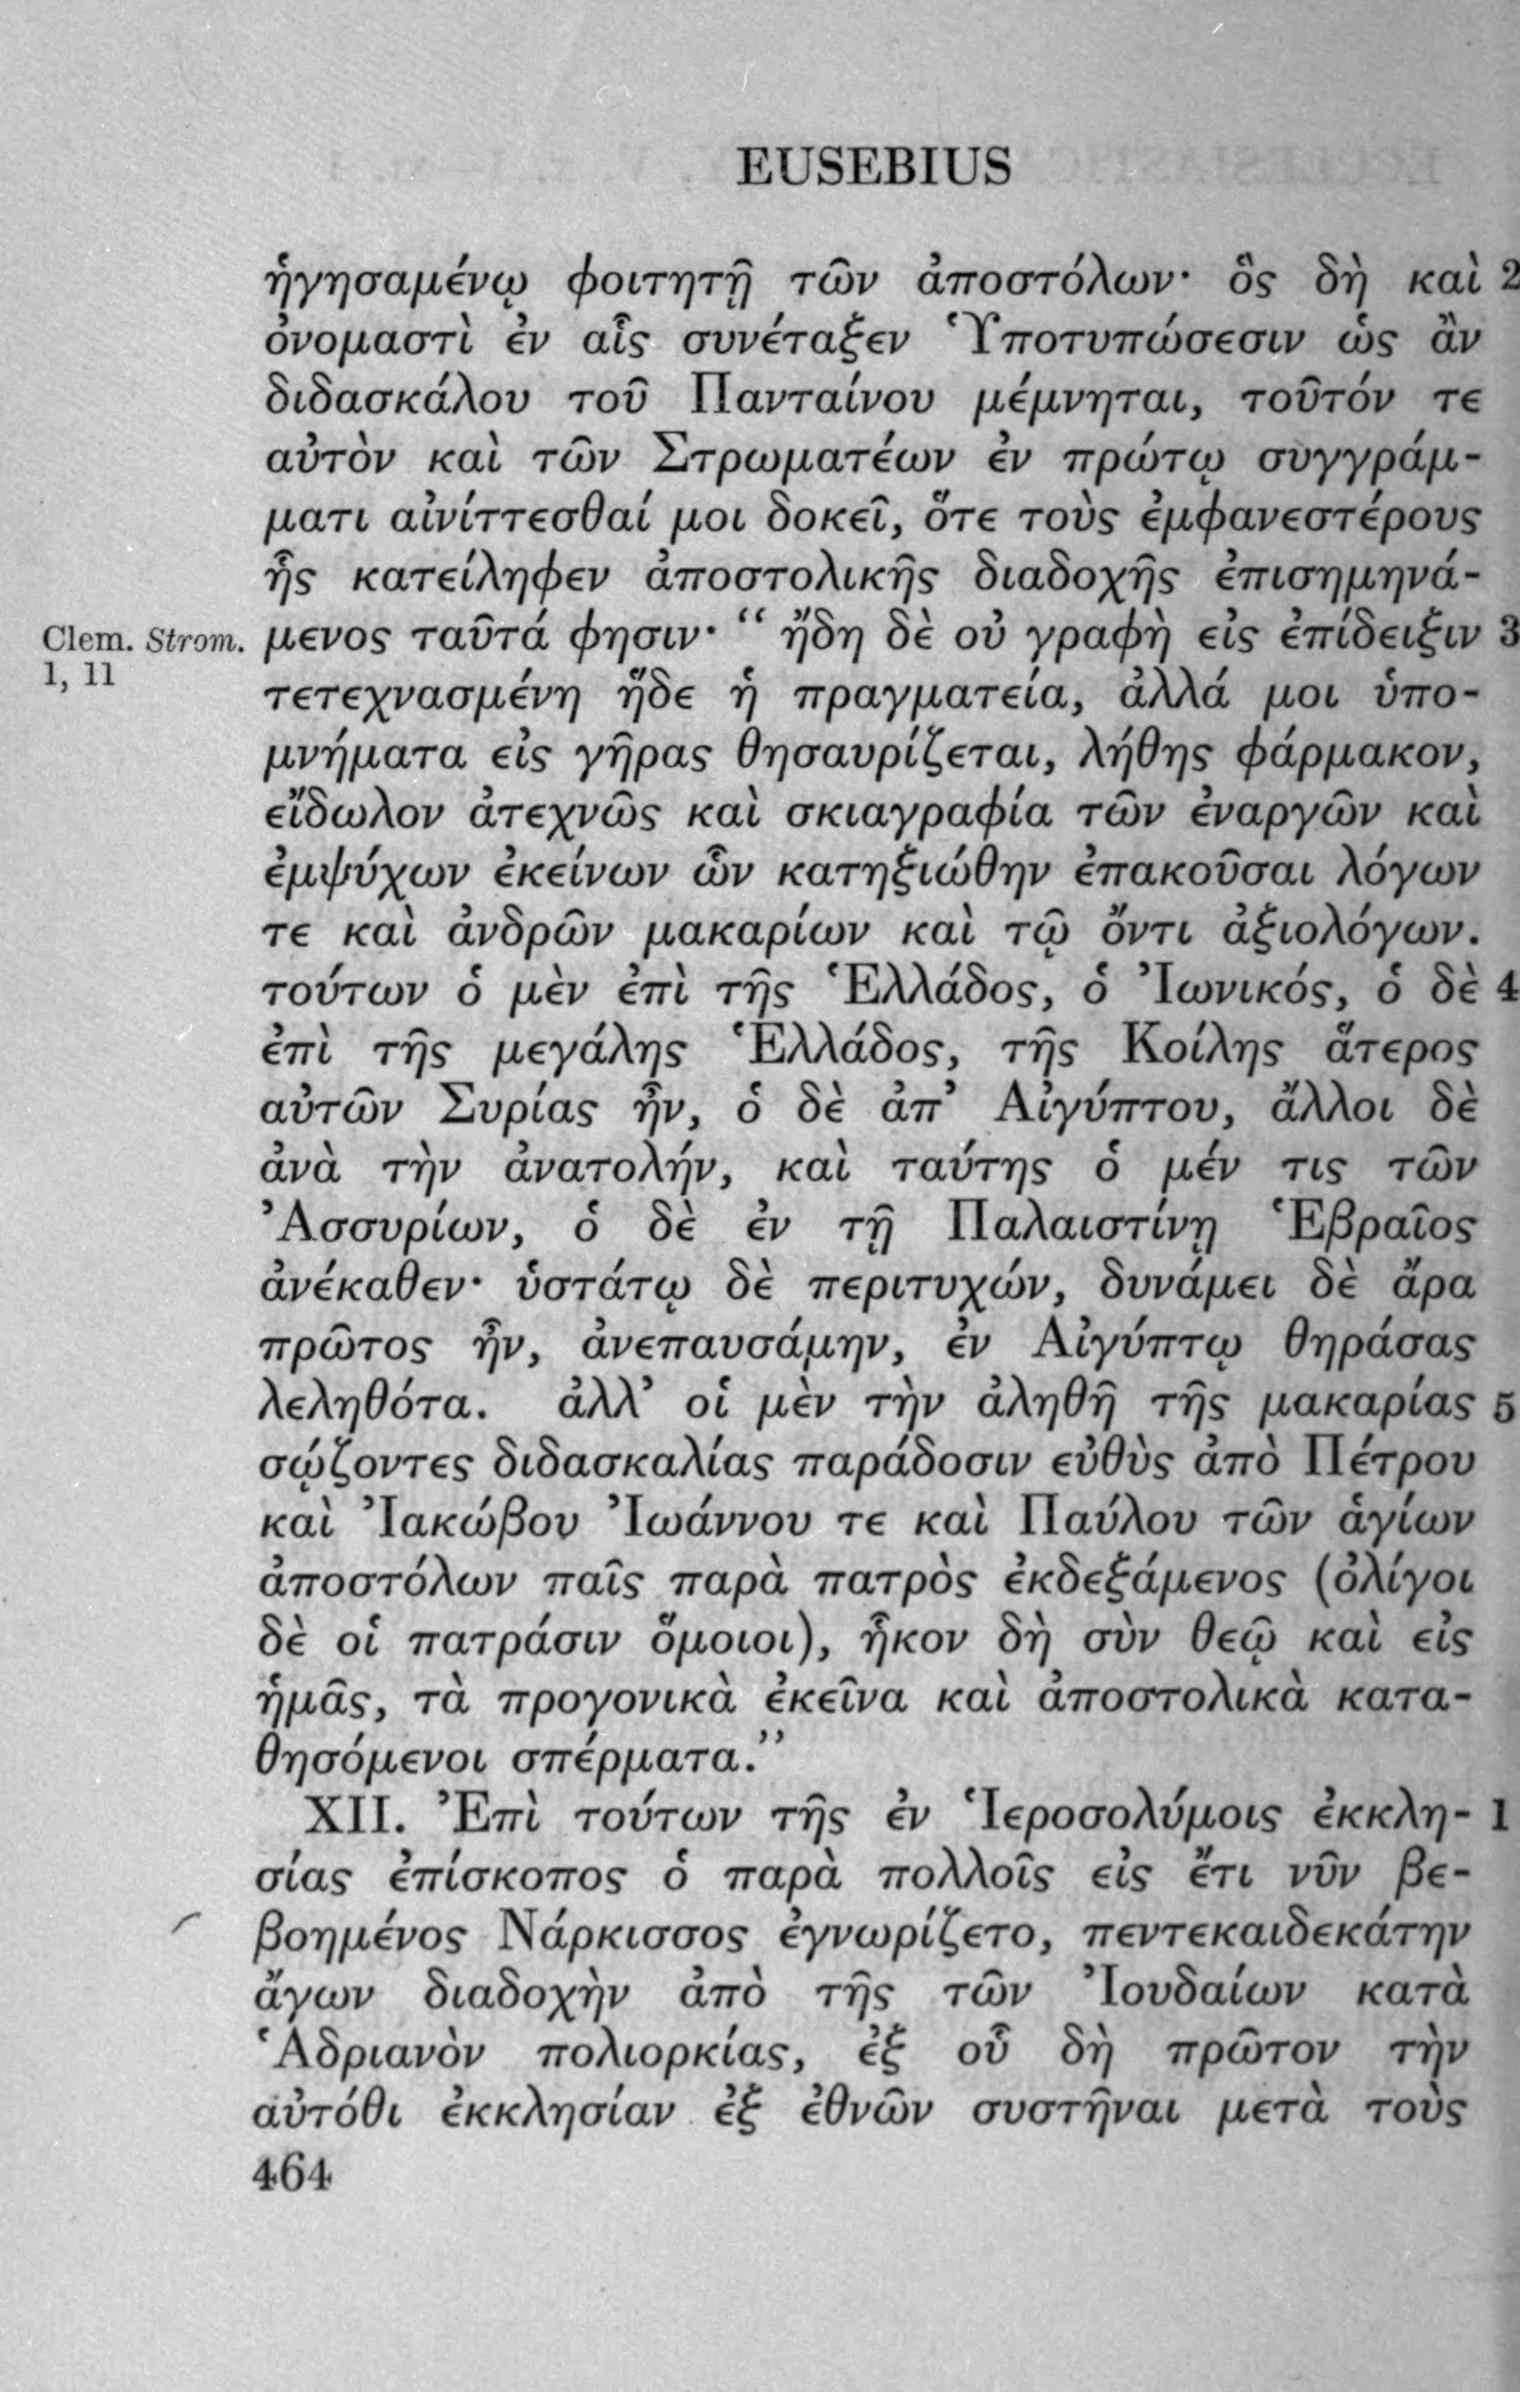 EUSEBIUS
ἡγησαμένῳ φοιτητῇ τῶν ἀποστόλων· ὃς δὴ καὶ 2
ὀνομαστὶ ἐν αἷς συνέταξεν Ὑποτυπώσεσιν ὡς ἂν
διδασκάλου τοῦ Πανταίνου μέμνηται, τοῦτόν τε
αὐτὸν καὶ τῶν Στρωματέων ἐν πρώτῳ συγγράμ-
ματι αἰνίττεσθαί μοι δοκεῖ, ὅτε τοὺς ἐμφανεστέρους
ἧς κατείληφεν ἀποστολικῆς διαδοχῆς ἐπισημηνά-
Clem. Strom. μενος ταῦτά φησιν· “ ἤδη δὲ οὐ γραφὴ εἰς ἐπίδειξιν 3
1, 11
τετεχνασμένη ἥδε ἡ πραγματεία, ἀλλά μοι ὑπο-
μνήματα εἰς γῆρας θησαυρίζεται, λήθης φάρμακον,
εἴδωλον ἀτεχνῶς καὶ σκιαγραφία τῶν ἐναργῶν καὶ
ἐμψύχων ἐκείνων ὧν κατηξιώθην ἐπακοῦσαι λόγων
τε καὶ ἀνδρῶν μακαρίων καὶ τῷ ὄντι ἀξιολόγων.
τούτων ὁ μὲν ἐπὶ τῆς Ἑλλάδος, ὁ Ἰωνικός, ὁ δὲ 4
ἐπὶ τῆς μεγάλης Ἑλλάδος, τῆς Κοίλης ἅτερος
αὐτῶν Συρίας ἦν, ὁ δὲ ἀπ’ Αἰγύπτου, ἄλλοι δὲ
ἀνὰ τὴν ἀνατολήν, καὶ ταύτης ὁ μέν τις τῶν
Ἀσσυρίων, ὁ δὲ ἐν τῇ Παλαιστίνῃ Ἑβραῖος
ἀνέκαθεν· ὑστάτῳ δὲ περιτυχών, δυνάμει δὲ ἄρα
πρῶτος ἦν, ἀνεπαυσάμην, ἐν Αἰγύπτῳ θηράσας
λεληθότα. ἀλλ’ οἱ μὲν τὴν ἀληθῆ τῆς μακαρίας 5
σῴζοντες διδασκαλίας παράδοσιν εὐθὺς ἀπὸ Πέτρου
καὶ Ἰακώβου Ἰωάννου τε καὶ Παύλου τῶν ἁγίων
ἀποστόλων παῖς παρὰ πατρὸς ἐκδεξάμενος (ὀλίγοι
δὲ οἱ πατράσιν ὅμοιοι), ἧκον δὴ σὺν θεῷ καὶ εἰς
ἡμᾶς, τὰ προγονικὰ ἐκεῖνα καὶ ἀποστολικὰ κατα-
θησόμενοι σπέρματα.”
XII. Ἐπὶ τούτων τῆς ἐν Ἱεροσολύμοις ἐκκλη- 1
σίας ἐπίσκοπος ὁ παρὰ πολλοῖς εἰς ἔτι νῦν βε-
βοημένος Νάρκισσος ἐγνωρίζετο, πεντεκαιδεκάτην
ἄγων διαδοχὴν ἀπὸ τῆς τῶν Ἰουδαίων κατὰ
Ἁδριανὸν πολιορκίας, ἐξ οὗ δὴ πρῶτον τὴν
αὐτόθι ἐκκλησίαν ἐξ ἐθνῶν συστῆναι μετὰ τοὺς
464